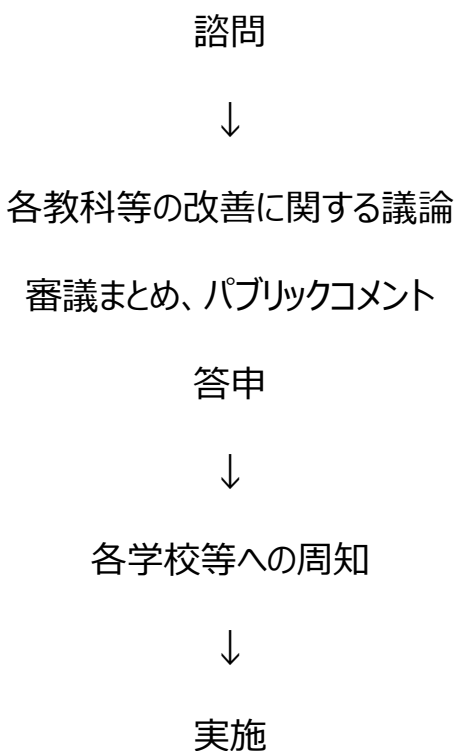 諮問
↓
各教科等の改善に関する議論
審議まとめ、パブリックコメント
答申
↓
各学校等への周知
↓
実施